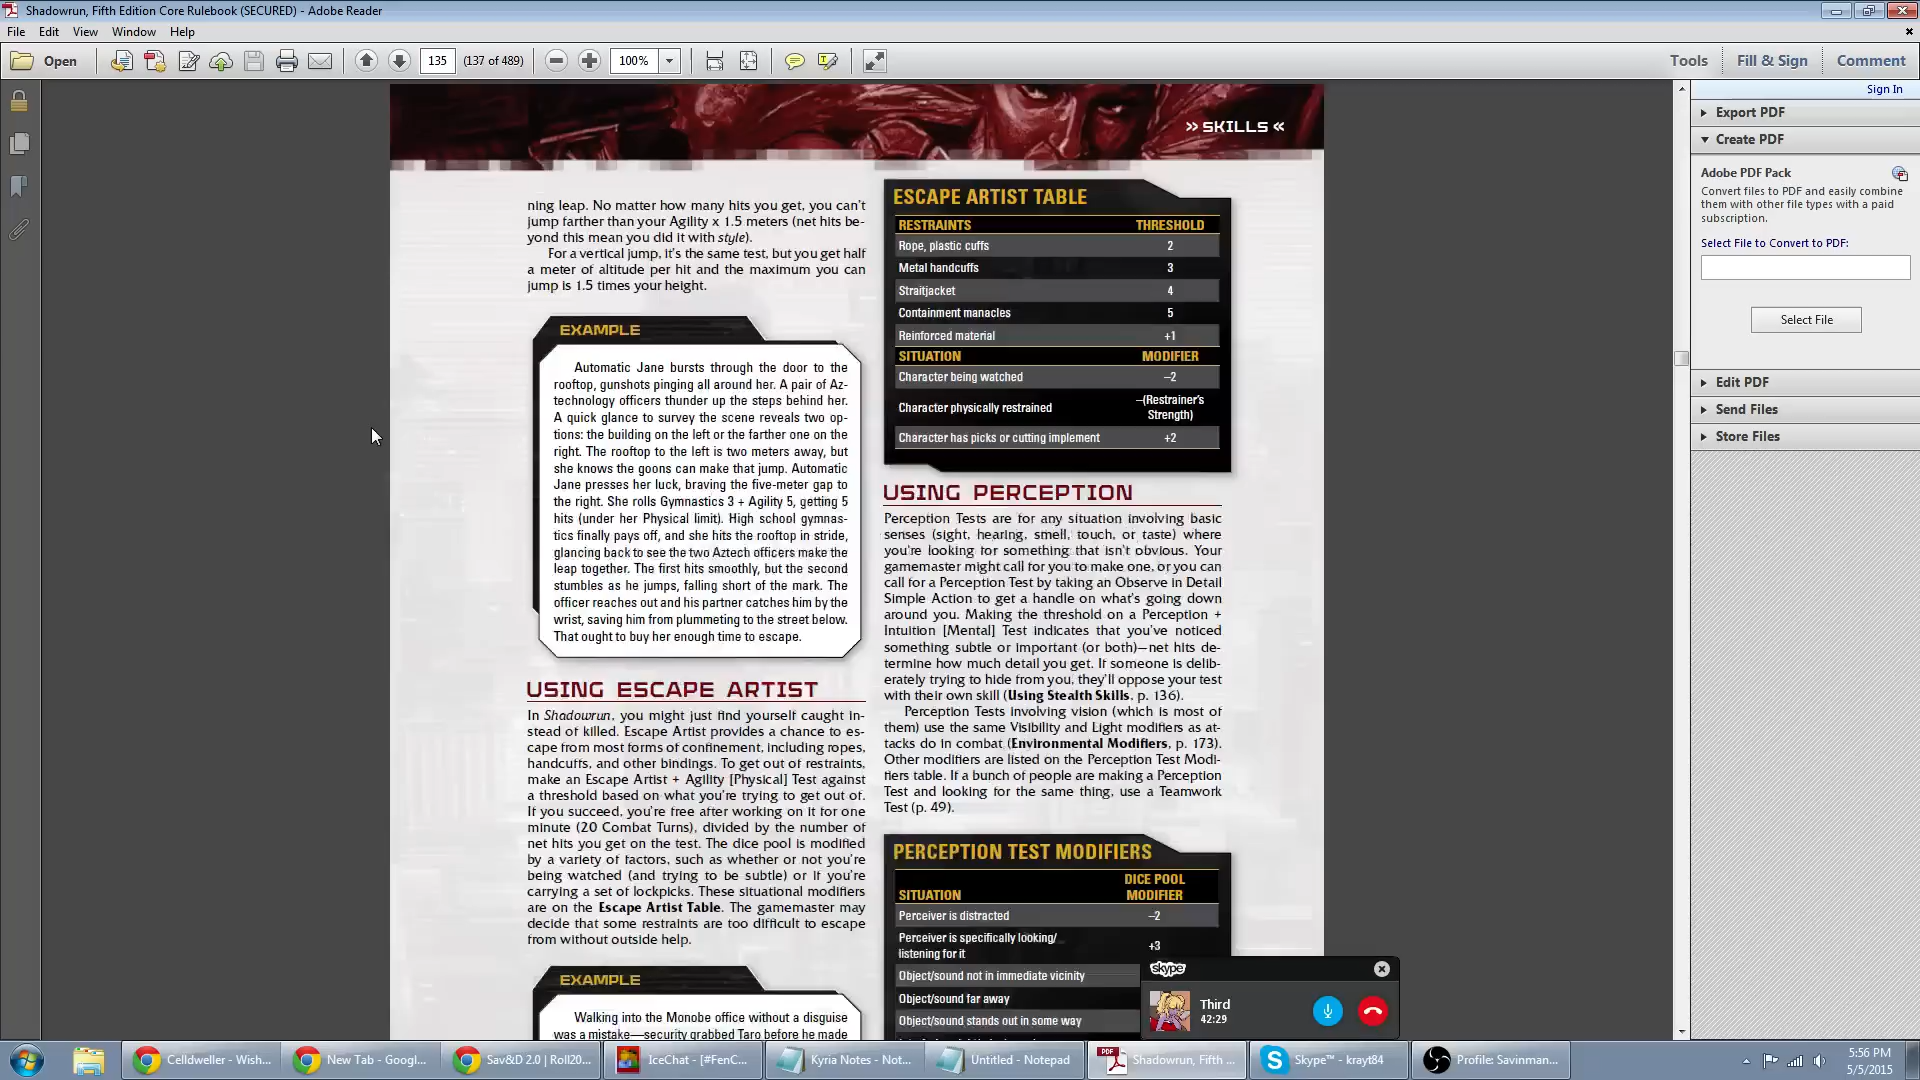 Shadowrun, Fifth Edition Core Rulebook (SECURED) - Adobe Reader
File Edit View Window Help
Open 135 (137 of 489) 100% Tools Fill & Sign Comment
Sign In
Export PDF
Create PDF
Adobe PDF Pack
Convert files to PDF and easily combine
them with other file types with a paid
subscription.
Select File to Convert to PDF:
Select File
Edit PDF
Send Files
Store Files
» SKILLS «
ning leap. No matter how many hits you get, you can't
jump farther than your Agility x 1.5 meters (net hits be-
yond this mean you did it with style).
For a vertical jump, it's the same test, but you get half
a meter of altitude per hit and the maximum you can
jump is 1.5 times your height.
EXAMPLE
Automatic Jane bursts through the door to the
rooftop, gunshots pinging all around her. A pair of Az-
technology officers thunder up the steps behind her.
A quick glance to survey the scene reveals two op-
tions: the building on the left or the farther one on the
right. The rooftop to the left is two meters away, but
she knows the goons can make that jump. Automatic
Jane presses her luck, braving the five-meter gap to
the right. She rolls Gymnastics 3 + Agility 5, getting 5
hits (under her Physical limit). High school gymnas-
tics finally pays off, and she hits the rooftop in stride,
glancing back to see the two Aztech officers make the
leap together. The first hits smoothly, but the second
stumbles as he jumps, falling short of the mark. The
officer reaches out and his partner catches him by the
wrist, saving him from plummeting to the street below.
That ought to buy her enough time to escape.
USING ESCAPE ARTIST
In Shadowrun, you might just find yourself caught in-
stead of killed. Escape Artist provides a chance to es-
cape from most forms of confinement, including ropes,
handcuffs, and other bindings. To get out of restraints,
make an Escape Artist + Agility [Physical] Test against
a threshold based on what you're trying to get out of.
If you succeed, you're free after working on it for one
minute (20 Combat Turns), divided by the number of
net hits you get on the test. The dice pool is modified
by a variety of factors, such as whether or not you're
being watched (and trying to be subtle) or if you're
carrying a set of lockpicks. These situational modifiers
are on the Escape Artist Table. The gamemaster may
decide that some restraints are too difficult to escape
from without outside help.
EXAMPLE
Walking into the Monobe office without a disguise
was a mistake—security grabbed Taro before he made
ESCAPE ARTIST TABLE
RESTRAINTS THRESHOLD
Rope, plastic cuffs 2
Metal handcuffs 3
Straitjacket 4
Containment manacles 5
Reinforced material +1
SITUATION MODIFIER
Character being watched –2
Character physically restrained –(Restrainer's
Strength)
Character has picks or cutting implement +2
USING PERCEPTION
Perception Tests are for any situation involving basic
senses (sight, hearing, smell, touch, or taste) where
you're looking for something that isn't obvious. Your
gamemaster might call for you to make one, or you can
call for a Perception Test by taking an Observe in Detail
Simple Action to get a handle on what's going down
around you. Making the threshold on a Perception +
Intuition [Mental] Test indicates that you've noticed
something subtle or important (or both)—net hits de-
termine how much detail you get. If someone is delib-
erately trying to hide from you, they'll oppose your test
with their own skill (Using Stealth Skills, p. 136).
Perception Tests involving vision (which is most of
them) use the same Visibility and Light modifiers as at-
tacks do in combat (Environmental Modifiers, p. 173).
Other modifiers are listed on the Perception Test Modi-
fiers table. If a bunch of people are making a Perception
Test and looking for the same thing, use a Teamwork
Test (p. 49).
PERCEPTION TEST MODIFIERS
SITUATION DICE POOL
MODIFIER
Perceiver is distracted –2
Perceiver is specifically looking/
listening for it +3
Object/sound not in immediate vicinity
Object/sound far away
Object/sound stands out in some way
skype
Third
42:29
Celldweller - Wish... New Tab - Googl... Sav&D 2.0 | Roll20... IceChat - [#FenC... Kyria Notes - Not... Untitled - Notepad Shadowrun, Fifth ... Skype™ - krayt84 Profile: Savinman...
5:56 PM
5/5/2015